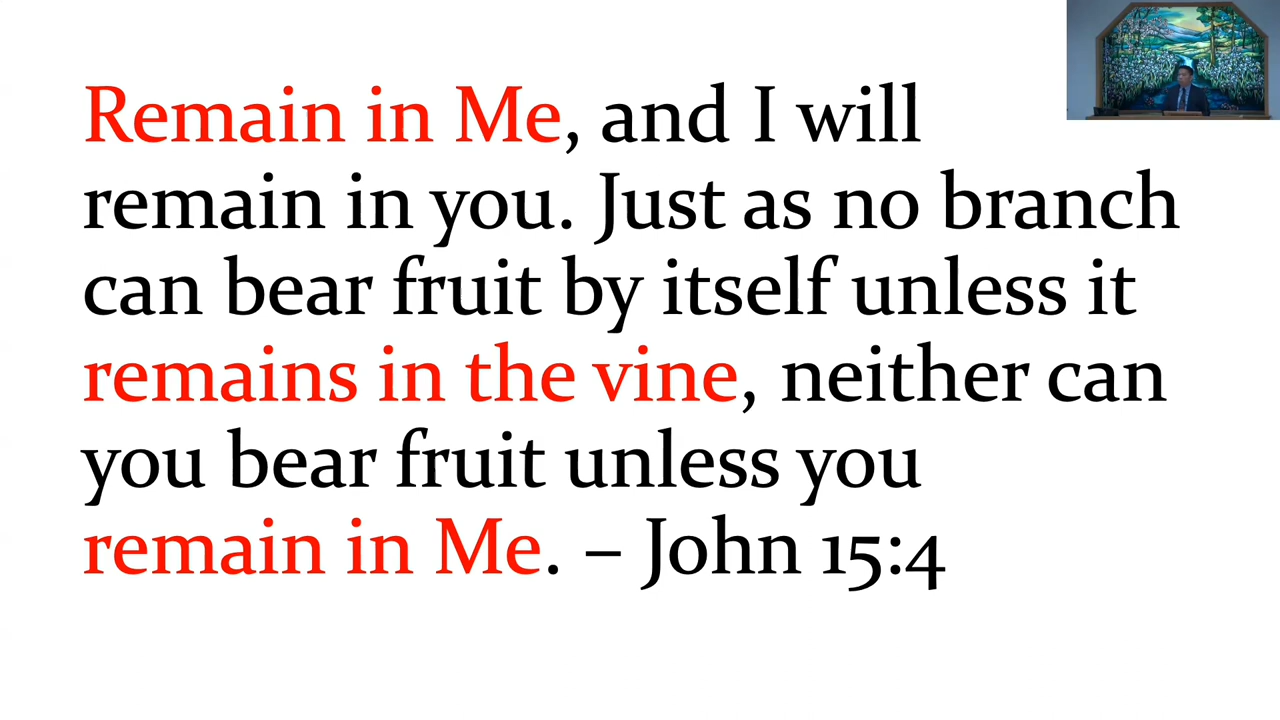 Remain in Me, and I will
remain in you. Just as no branch
can bear fruit by itself unless it
remains in the vine, neither can
you bear fruit unless you
remain in Me. – John 15:4